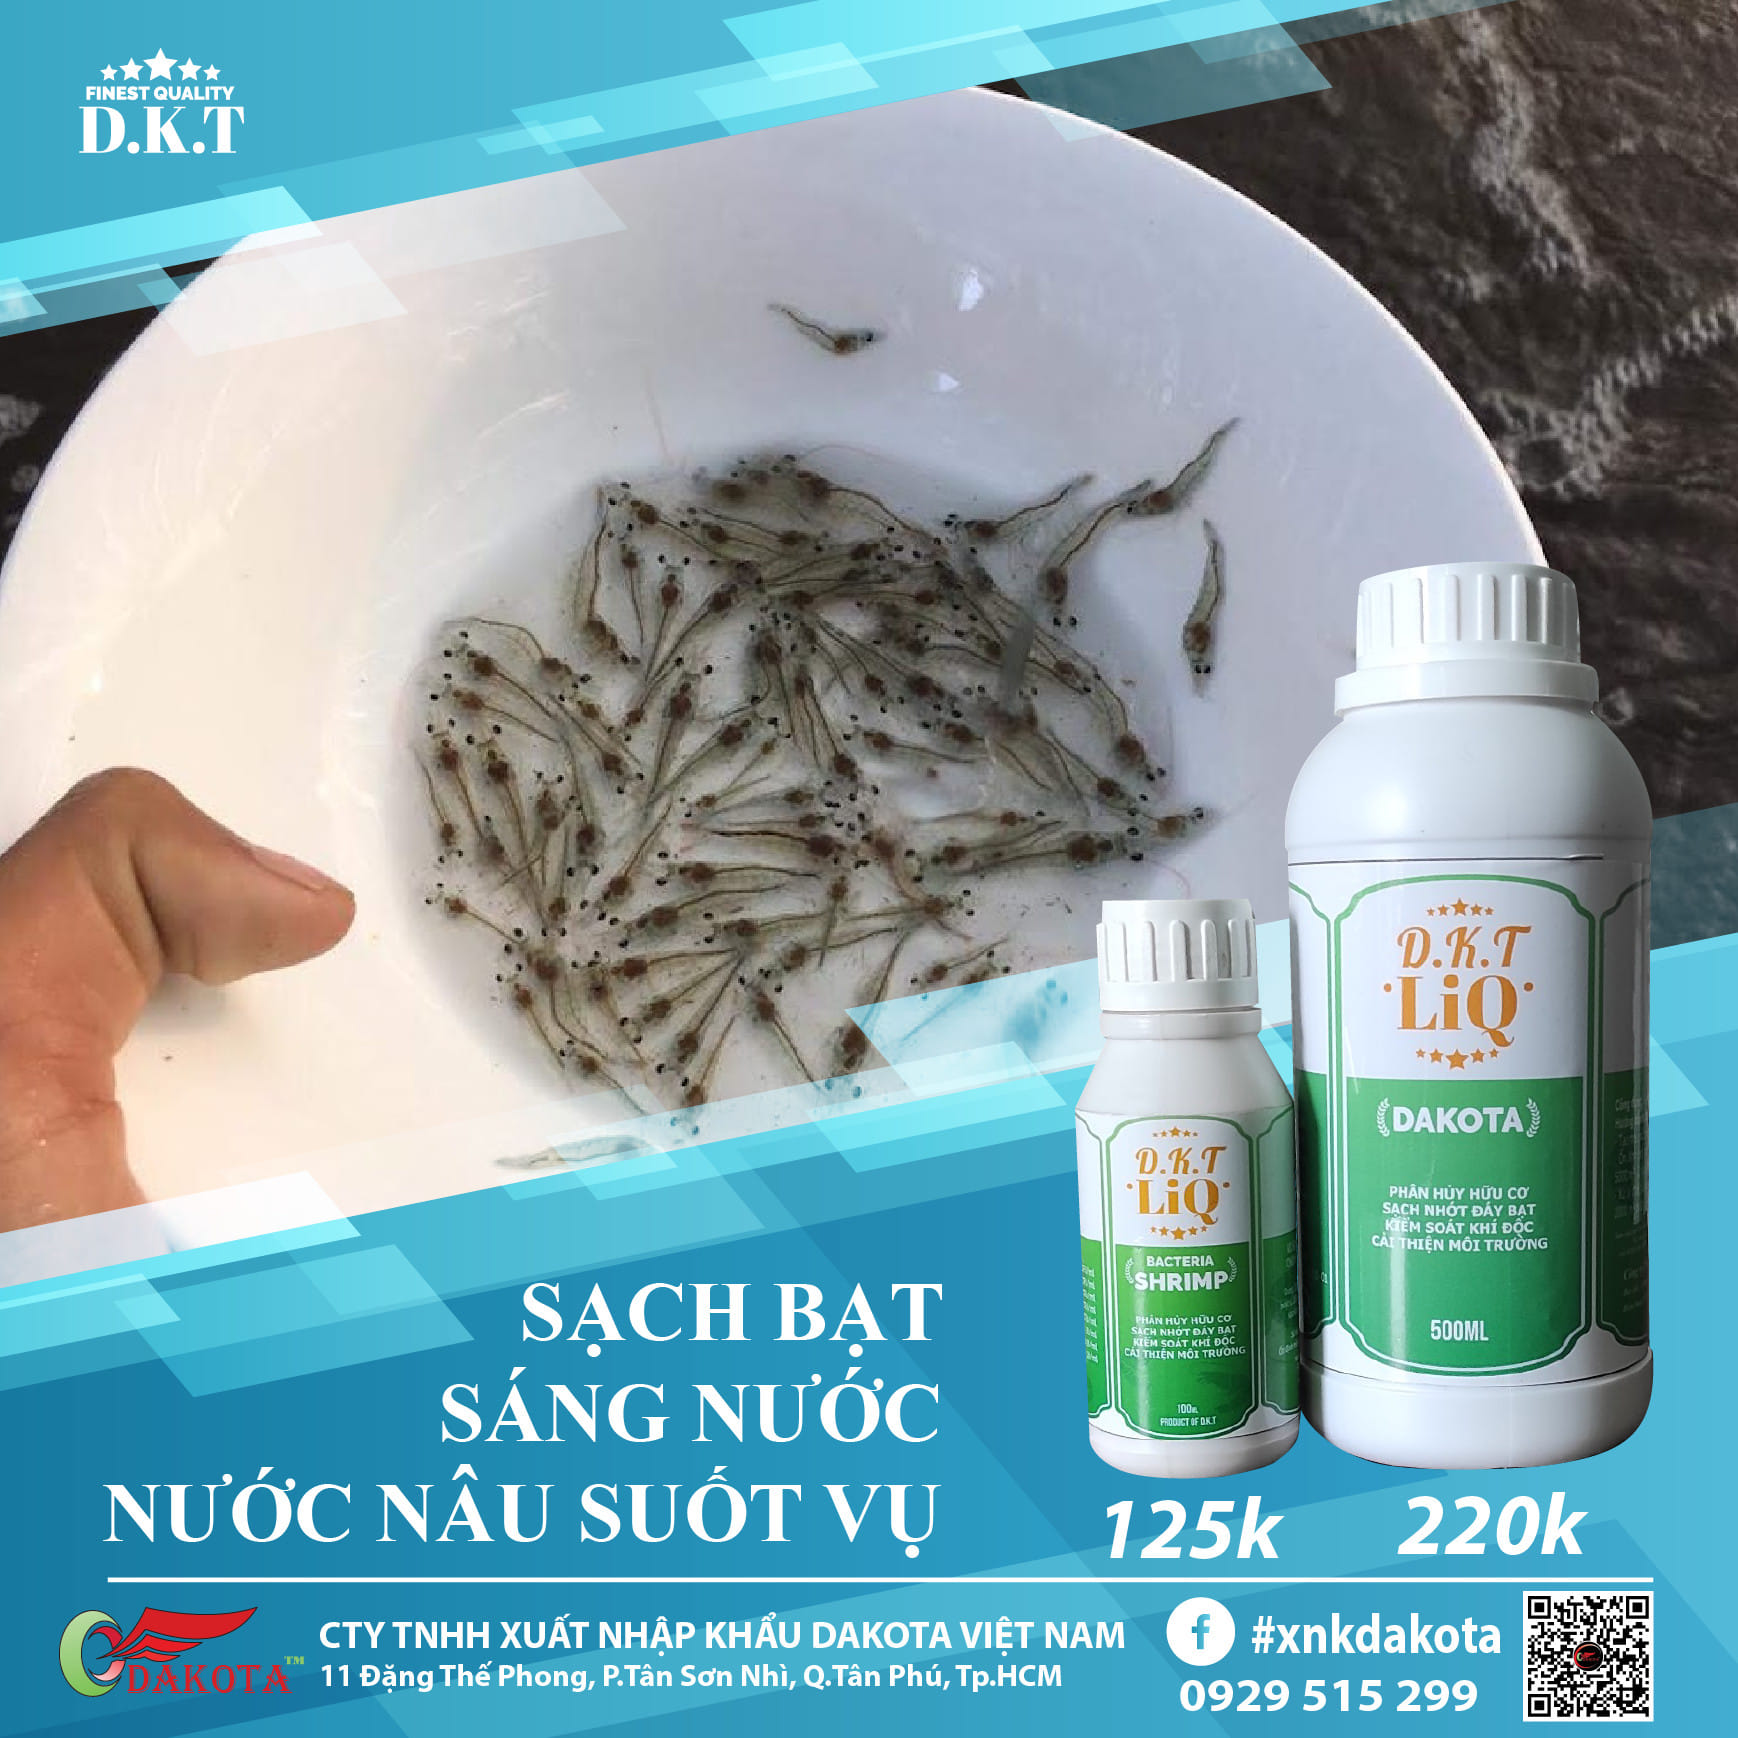 FINEST QUALITY
D.K.T
D.K.T
LiQ
DAKOTA
PHÂN HỦY HỮU CƠ
SẠCH NHỚT ĐÁY BẠT
KIỂM SOÁT KHÍ ĐỘC
CẢI THIỆN MÔI TRƯỜNG
500ML
D.K.T
LiQ
BACTERIA
SHRIMP
PHÂN HỦY HỮU CƠ
SẠCH NHỚT ĐÁY BẠT
KIỂM SOÁT KHÍ ĐỘC
CẢI THIỆN MÔI TRƯỜNG
100ML
PRODUCT OF D.K.T
SẠCH BẠT
SÁNG NƯỚC
NƯỚC NÂU SUỐT VỤ
125k
220k
DAKOTA™
CTY TNHH XUẤT NHẬP KHẨU DAKOTA VIỆT NAM
11 Đặng Thế Phong, P.Tân Sơn Nhì, Q.Tân Phú, Tp.HCM
#xnkdakota
0929 515 299